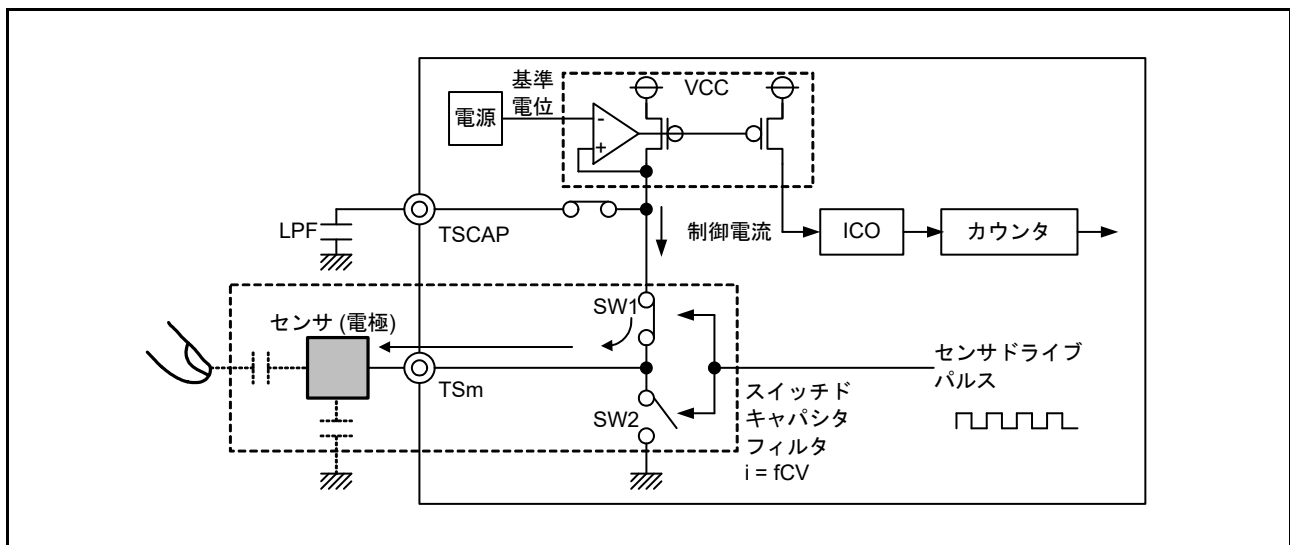 基準
電位
VCC
電源
-
+
LPF
TSCAP
制御電流
ICO
カウンタ
センサ (電極)
SW1
TSm
SW2
センサドライブ
パルス
スイッチド
キャパシタ
フィルタ
i = fCV